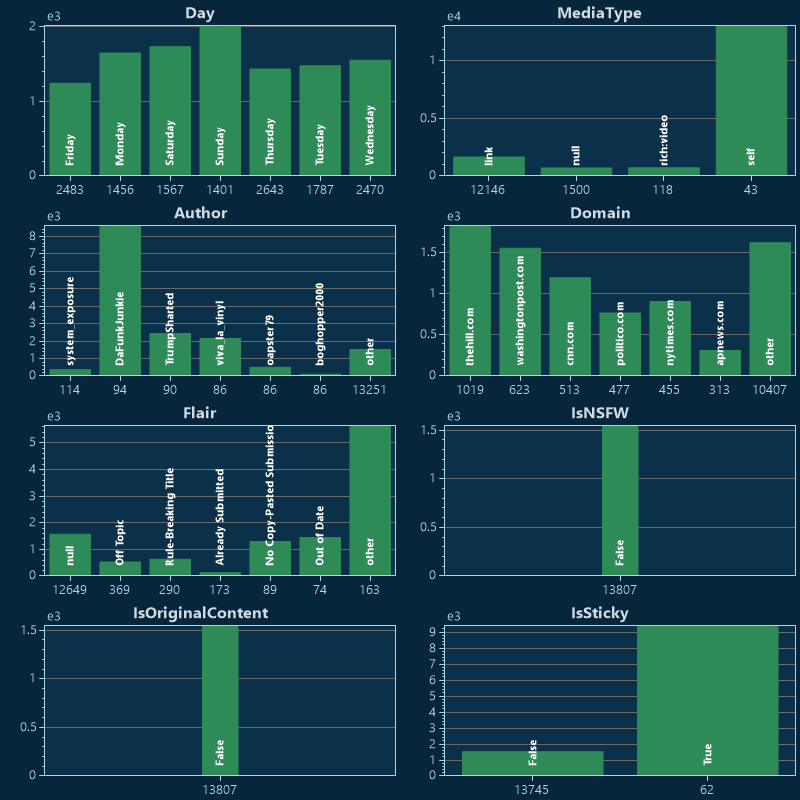 Day
e3
2
1
0
Friday
Monday
Saturday
Sunday
Thursday
Tuesday
Wednesday
2483 1456 1567 1401 2643 1787 2470
MediaType
e4
1
0.5
0
link
null
rich:video
self
12146 1500 118 43
Author
e3
8
7
6
5
4
3
2
1
0
system_exposure
DaFunkJunkie
TrumpSharted
viva_la_vinyl
oapster79
boghopper2000
other
114 94 90 86 86 86 13251
Domain
e3
1.5
1
0.5
0
thehill.com
washingtonpost.com
cnn.com
politico.com
nytimes.com
apnews.com
other
1019 623 513 477 455 313 10407
Flair
e3
5
4
3
2
1
0
null
Off Topic
Rule-Breaking Title
Already Submitted
No Copy-Pasted Submissio
Out of Date
other
12649 369 290 173 89 74 163
IsNSFW
e3
1.5
1
0.5
0
False
13807
IsOriginalContent
e3
1.5
1
0.5
0
False
13807
IsSticky
e3
9
8
7
6
5
4
3
2
1
0
False
True
13745 62